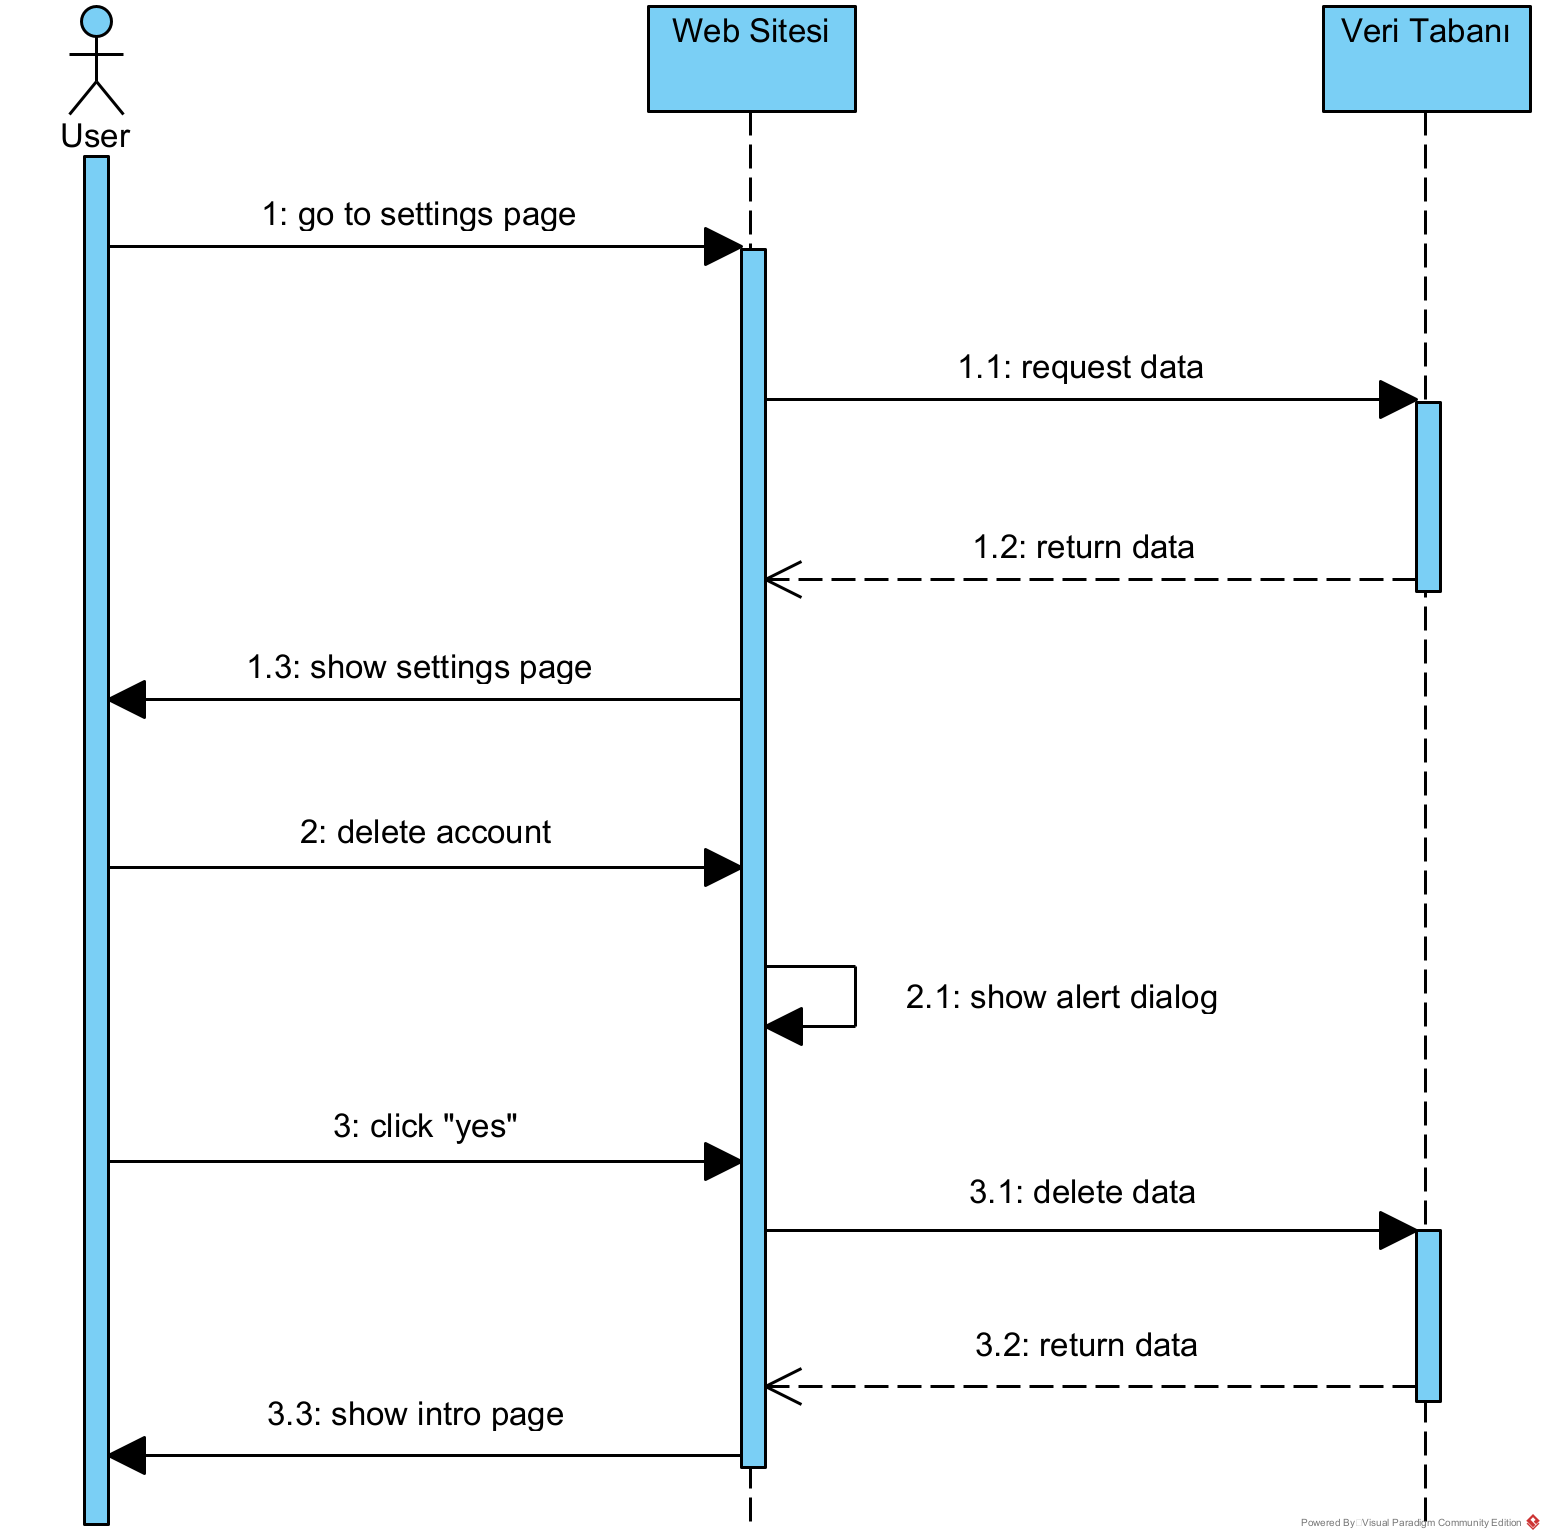 Web Sitesi
Veri Tabanı
User
1: go to settings page
1.1: request data
1.2: return data
1.3: show settings page
2: delete account
2.1: show alert dialog
3: click "yes"
3.1: delete data
3.2: return data
3.3: show intro page
Powered By Visual Paradigm Community Edition